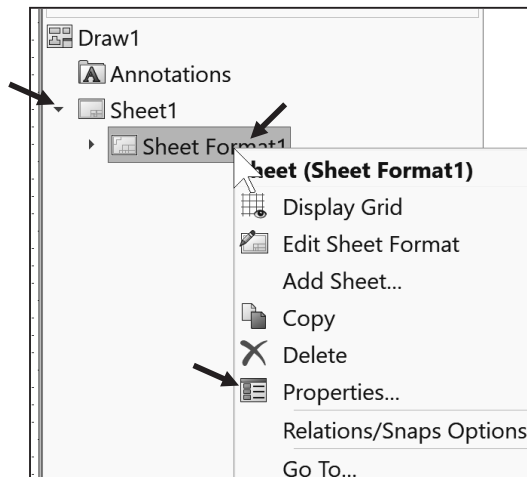 Draw1
Annotations
Sheet1
Sheet Format1
Sheet (Sheet Format1)
Display Grid
Edit Sheet Format
Add Sheet...
Copy
Delete
Properties...
Relations/Snaps Options
Go To...